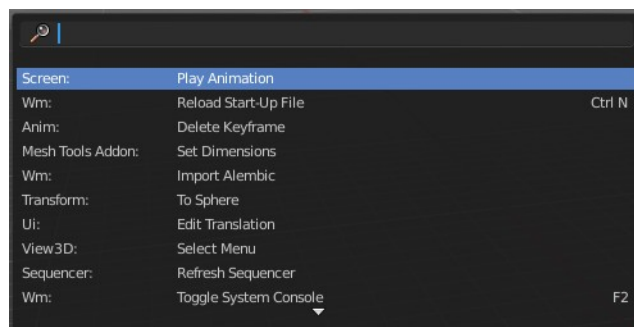 Screen: Play Animation
Wm: Reload Start-Up File Ctrl N
Anim: Delete Keyframe
Mesh Tools Addon: Set Dimensions
Wm: Import Alembic
Transform: To Sphere
Ui: Edit Translation
View3D: Select Menu
Sequencer: Refresh Sequencer
Wm: Toggle System Console F2